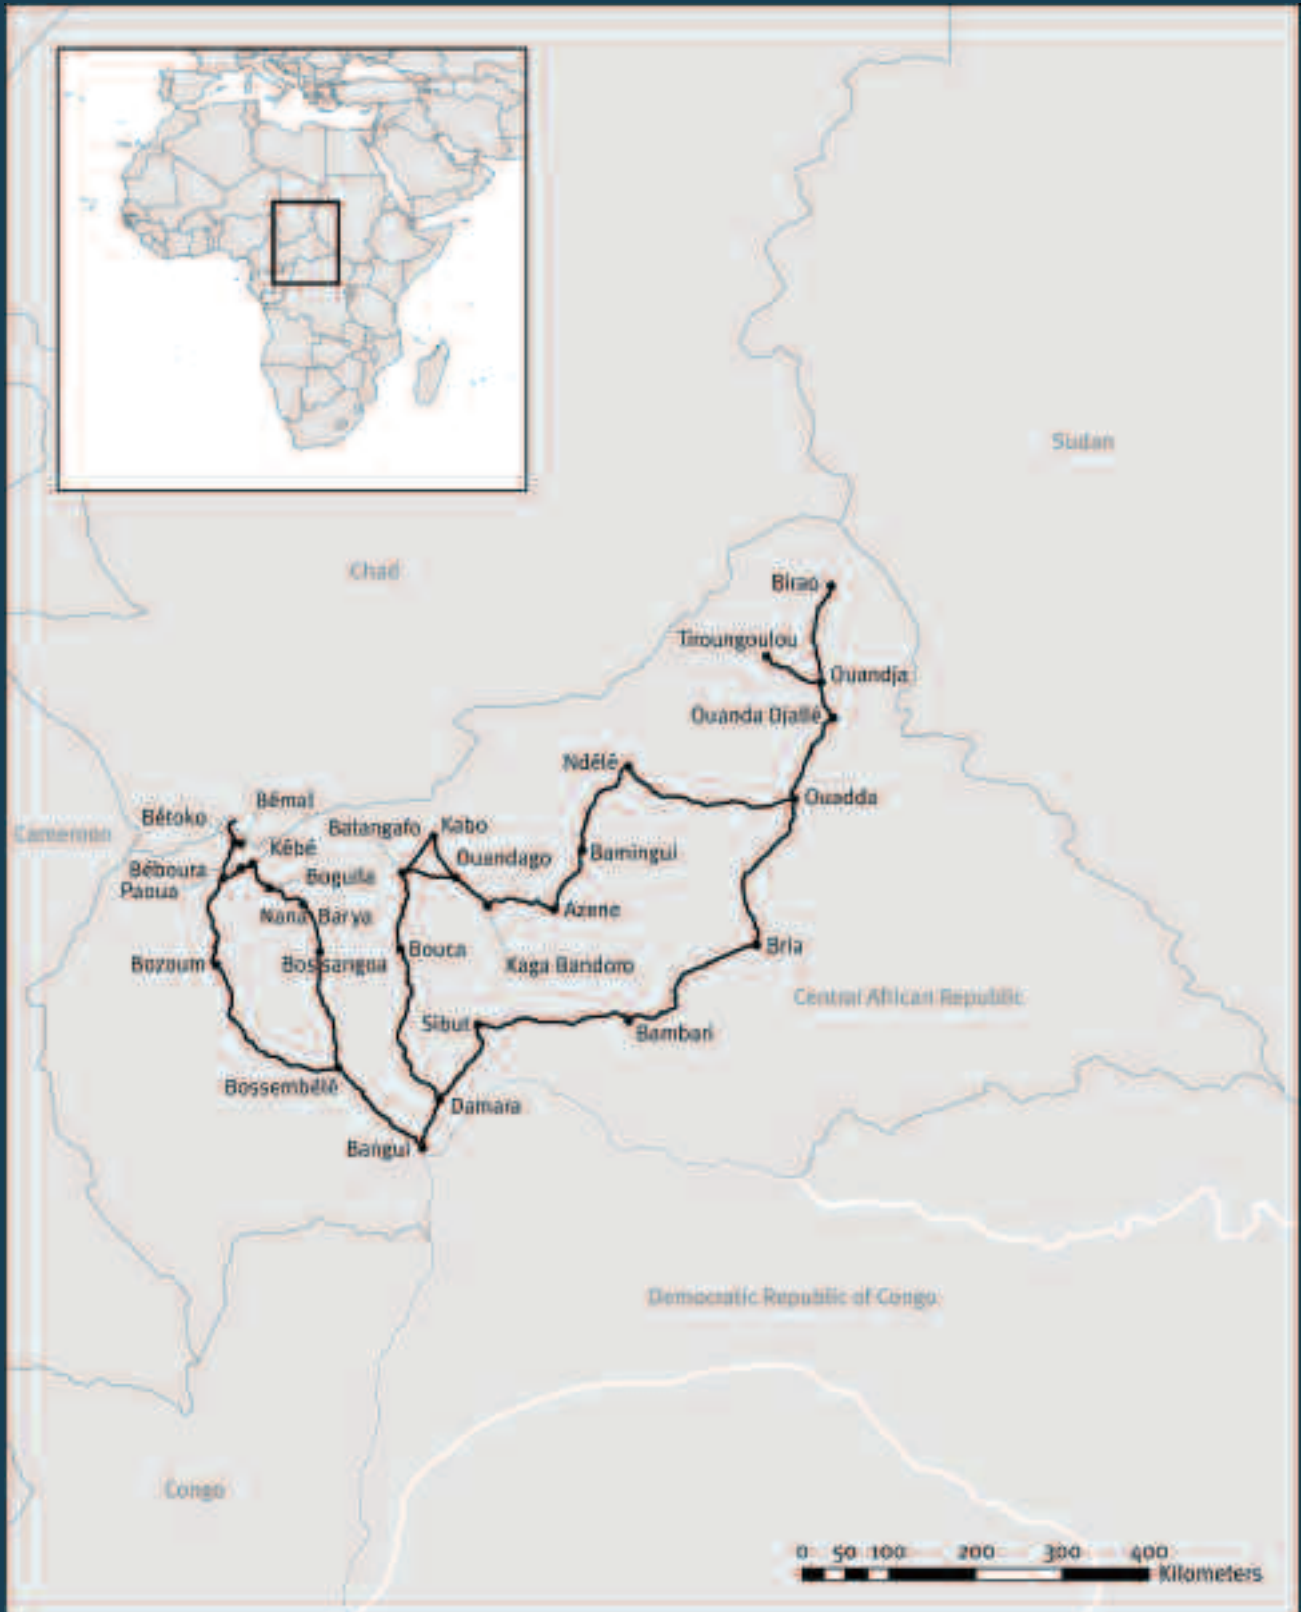 Sudan
Chad
Birao
Tiroungoulou
Ouandja
Ouanda Djallé
Ndélé
Ouadda
Bémal
Bétoko
Cameroon
Batangafo
Kabo
Kébé
Ouandago
Bamingui
Béboura
Boguila
Paoua
Nana Barya
Azene
Bozoum
Bossangoa
Bouca
Kaga Bandoro
Bria
Central African Republic
Sibut
Bambari
Bossembélé
Damara
Bangui
Democratic Republic of Congo
Congo
0 50 100 200 300 400
Kilometers